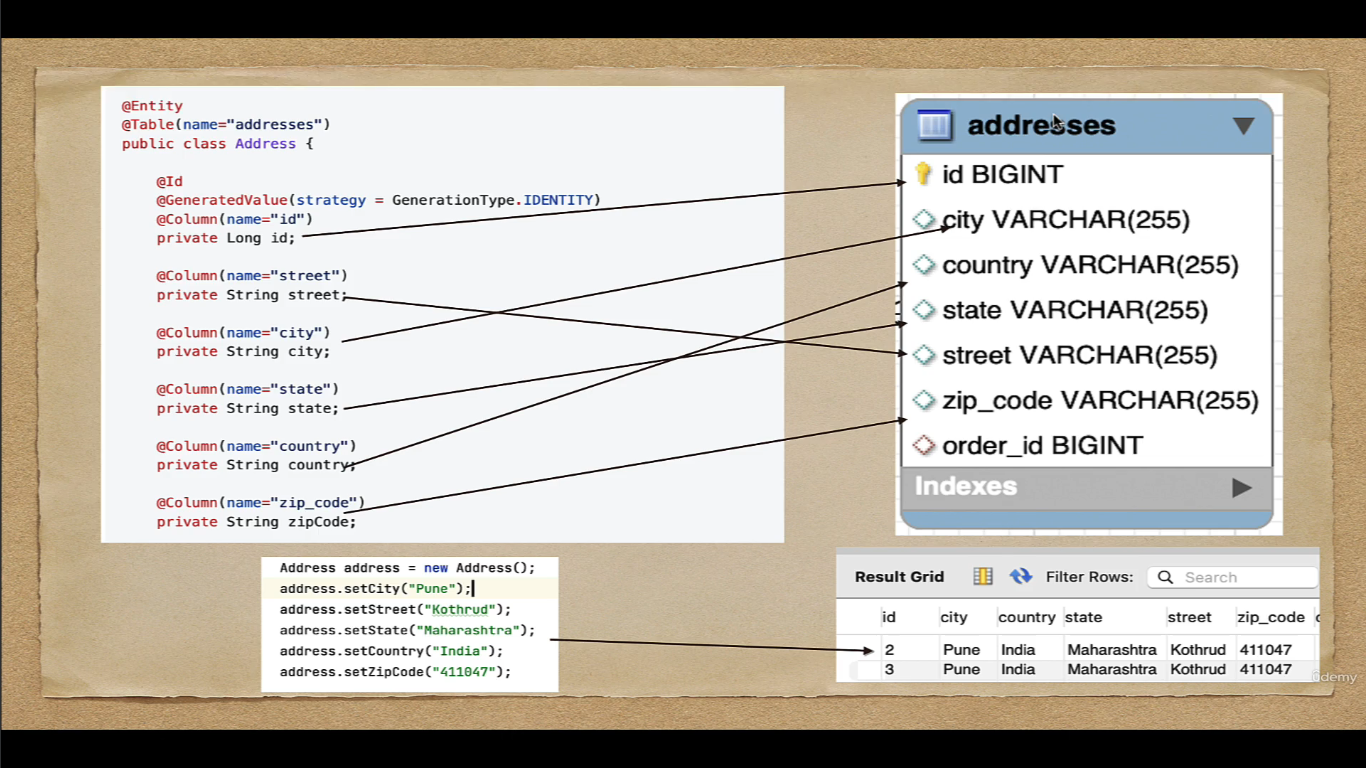 @Entity
@Table(name="addresses")
public class Address {
@Id
@GeneratedValue(strategy = GenerationType.IDENTITY)
@Column(name="id")
private Long id;
@Column(name="street")
private String street;
@Column(name="city")
private String city;
@Column(name="state")
private String state;
@Column(name="country")
private String country;
@Column(name="zip_code")
private String zipCode;
addresses
id BIGINT
city VARCHAR(255)
country VARCHAR(255)
state VARCHAR(255)
street VARCHAR(255)
zip_code VARCHAR(255)
order_id BIGINT
Indexes
Address address = new Address();
address.setCity("Pune");
address.setStreet("Kothrud");
address.setState("Maharashtra");
address.setCountry("India");
address.setZipCode("411047");
Result Grid Filter Rows: Search
id city country state street zip_code
2 Pune India Maharashtra Kothrud 411047
3 Pune India Maharashtra Kothrud 411047
ûdemy